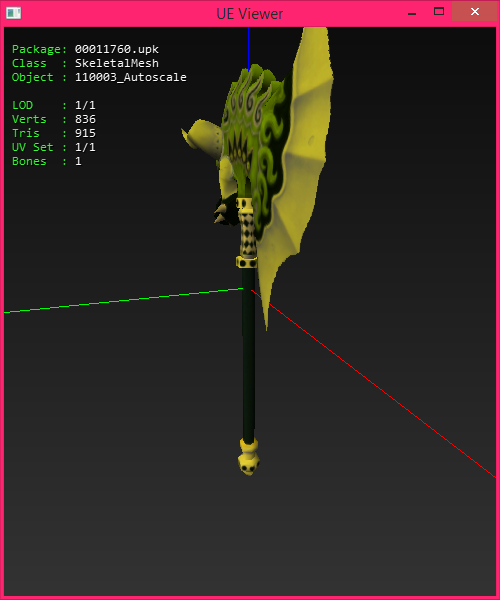 UE Viewer
Package: 00011760.upk
Class : SkeletalMesh
Object : 110003_Autoscale
LOD : 1/1
Verts : 836
Tris : 915
UV Set : 1/1
Bones : 1